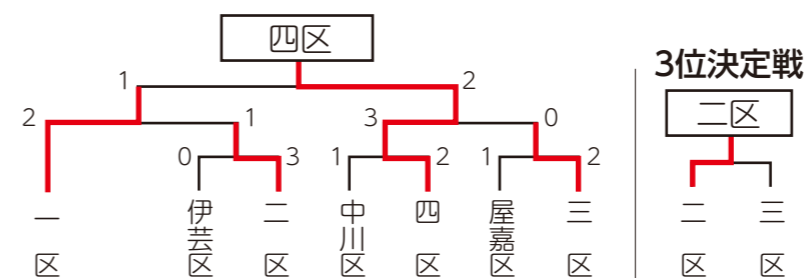 四区
3位決定戦
1 2
2 1 3 0
二区
0 3 1 2 1 2
一区
伊芸区
二区
中川区
四区
屋嘉区
三区
二区
三区